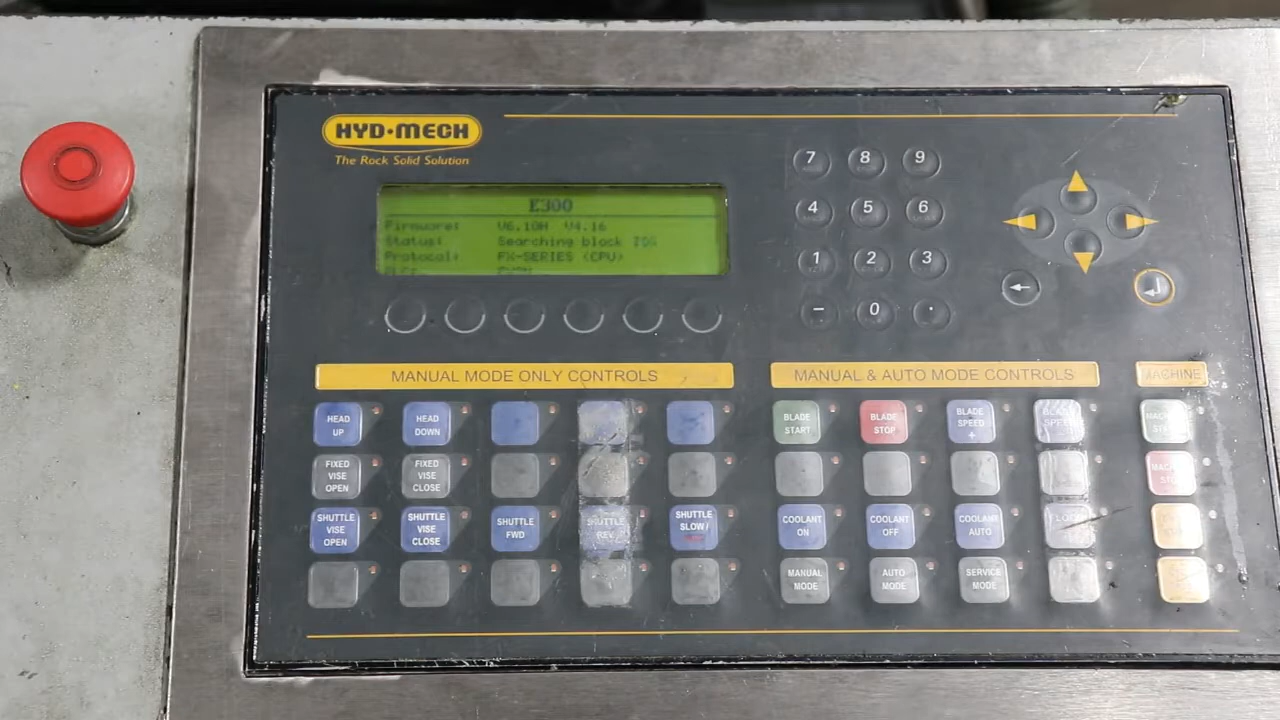 HYD·MECH
The Rock Solid Solution
E300
Firmware: V6.10H V4.16
Status: Searching block
Protocol: FX-SERIES (CPU)
7 8 9
4 5 6
1 2 3
- 0 .
MANUAL MODE ONLY CONTROLS
MANUAL & AUTO MODE CONTROLS
MACHINE
HEAD UP
HEAD DOWN
BLADE START
BLADE STOP
BLADE SPEED +
BLADE SPEED
FIXED VISE OPEN
FIXED VISE CLOSE
SHUTTLE VISE OPEN
SHUTTLE VISE CLOSE
SHUTTLE FWD
SHUTTLE REV
SHUTTLE SLOW /
COOLANT ON
COOLANT OFF
COOLANT AUTO
MANUAL MODE
AUTO MODE
SERVICE MODE